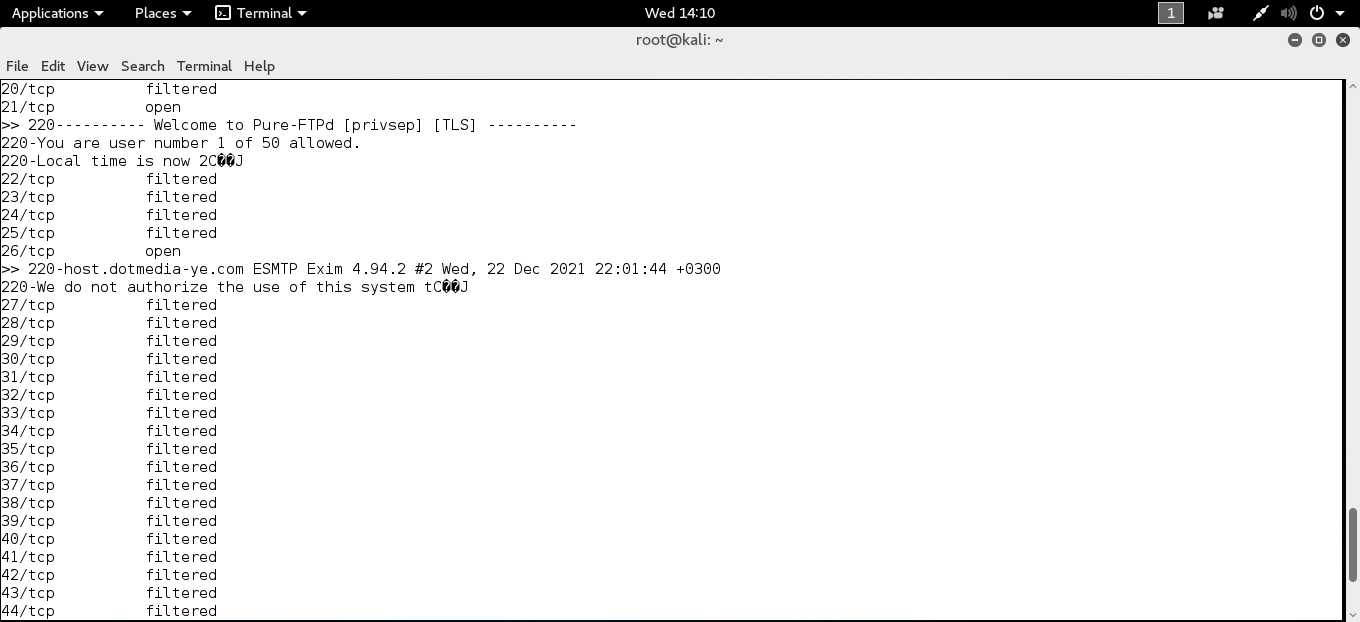 Applications Places Terminal Wed 14:10 1
root@kali: ~
File Edit View Search Terminal Help
20/tcp filtered
21/tcp open
>> 220---------- Welcome to Pure-FTPd [privsep] [TLS] ----------
220-You are user number 1 of 50 allowed.
220-Local time is now 2C��J
22/tcp filtered
23/tcp filtered
24/tcp filtered
25/tcp filtered
26/tcp open
>> 220-host.dotmedia-ye.com ESMTP Exim 4.94.2 #2 Wed, 22 Dec 2021 22:01:44 +0300
220-We do not authorize the use of this system tC��J
27/tcp filtered
28/tcp filtered
29/tcp filtered
30/tcp filtered
31/tcp filtered
32/tcp filtered
33/tcp filtered
34/tcp filtered
35/tcp filtered
36/tcp filtered
37/tcp filtered
38/tcp filtered
39/tcp filtered
40/tcp filtered
41/tcp filtered
42/tcp filtered
43/tcp filtered
44/tcp filtered